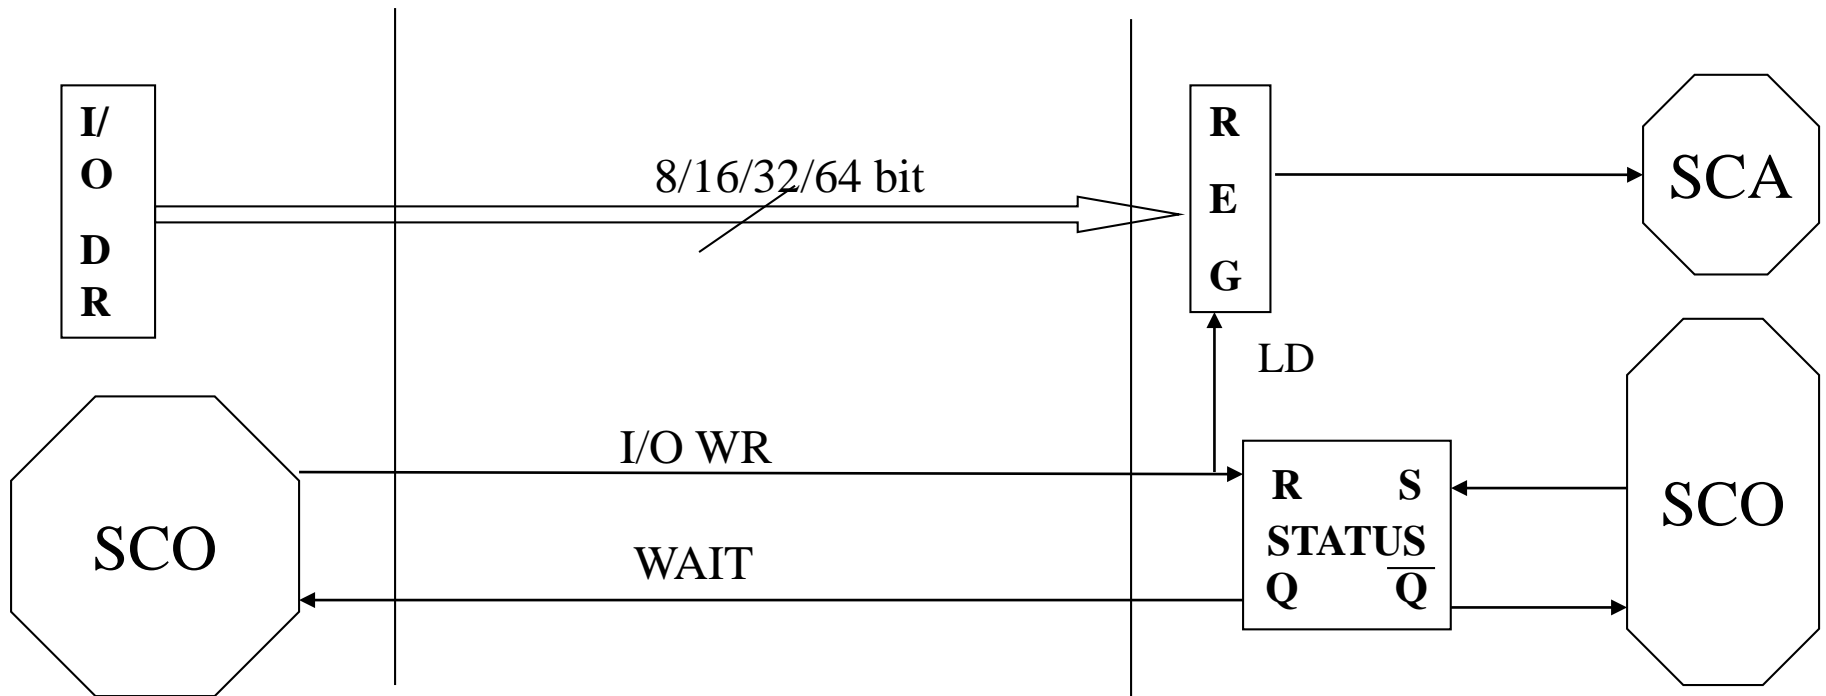 I/
O
D
R
8/16/32/64 bit
R
E
G
SCA
LD
SCO
I/O WR
WAIT
R S
STATUS
Q Q̅
SCO